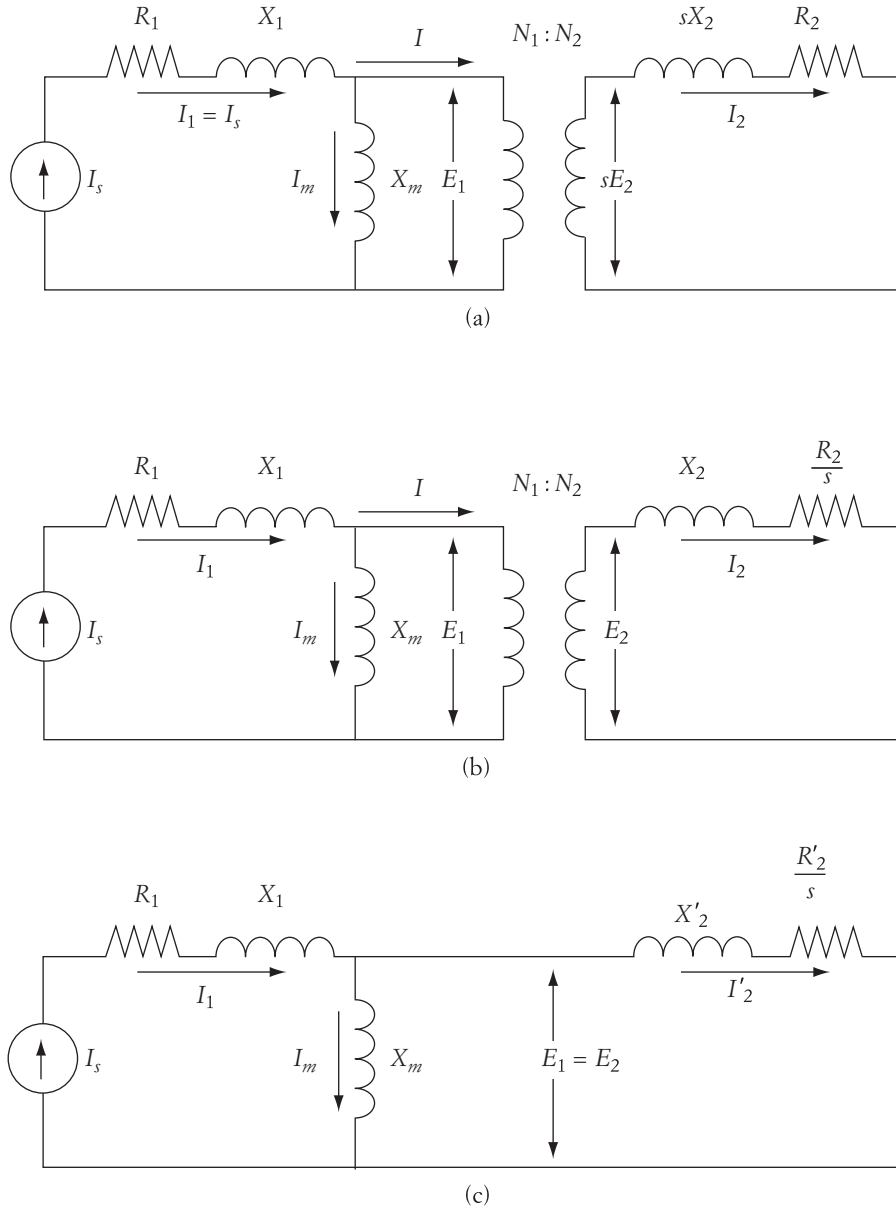 R₁ X₁ I N₁ : N₂ sX₂ R₂
I₁ = Iₛ I₂
Iₛ Iₘ Xₘ E₁ sE₂
(a)
R₁ X₁ I N₁ : N₂ X₂ R₂/s
I₁ I₂
Iₛ Iₘ Xₘ E₁ E₂
(b)
R₁ X₁ X′₂ R′₂/s
I₁ I′₂
Iₛ Iₘ Xₘ E₁ = E₂
(c)